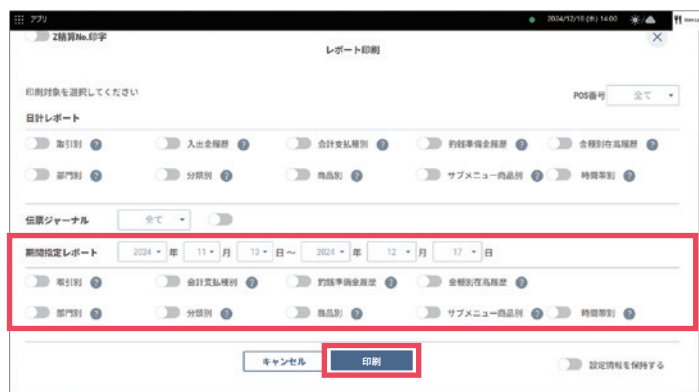 アプリ 2024/12/18 (水) 14:00
Z精算No.印字
レポート印刷
印刷対象を選択してください POS番号 全て
日計レポート
取引別 ? 入出金履歴 ? 会計支払種別 ? 釣銭準備金履歴 ? 金種別在高履歴 ?
部門別 ? 分類別 ? 商品別 ? サブメニュー商品別 ? 時間帯別 ?
伝票ジャーナル 全て
期間指定レポート 2024 年 11 月 13 日 ～ 2024 年 12 月 17 日
取引別 ? 会計支払種別 ? 釣銭準備金履歴 ? 金種別在高履歴 ?
部門別 ? 分類別 ? 商品別 ? サブメニュー商品別 ? 時間帯別 ?
キャンセル 印刷 設定情報を保持する